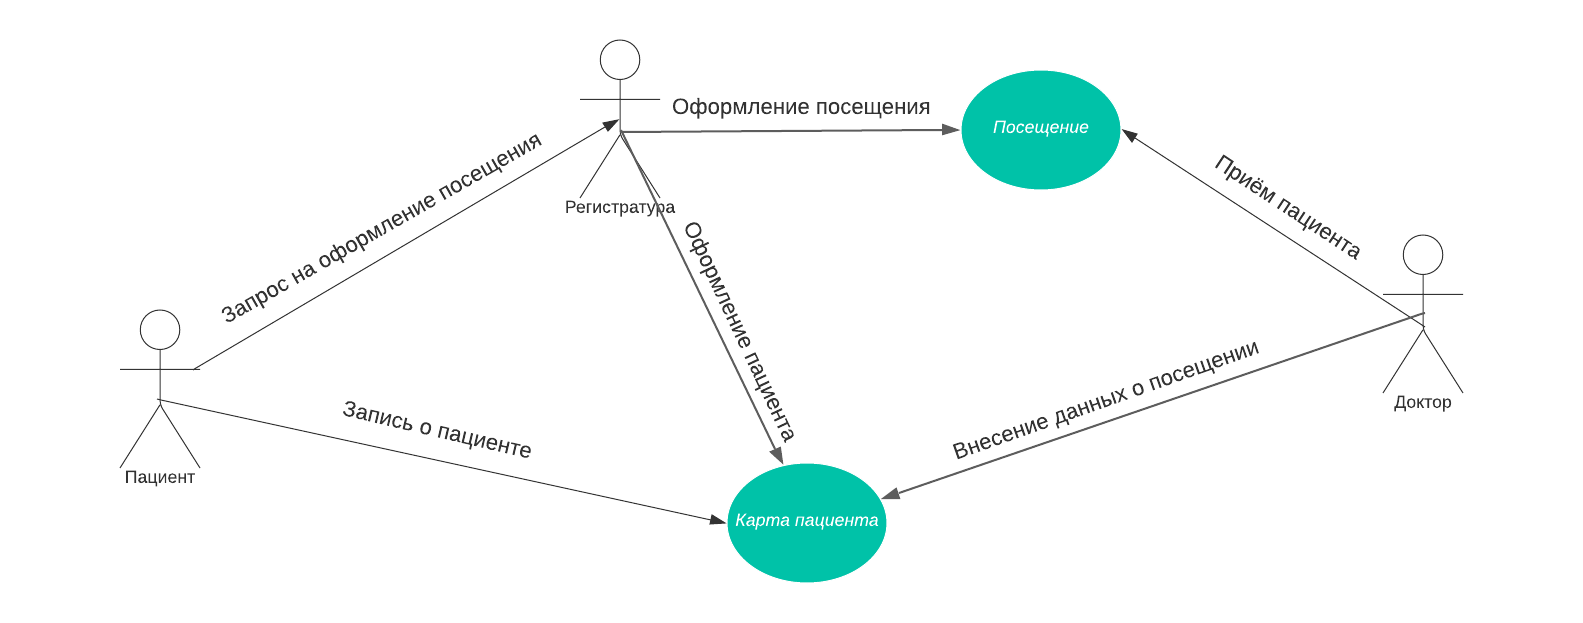 Оформление посещения
Посещение
Запрос на оформление посещения
Приём пациента
Регистратура
Оформление пациента
Внесение данных о посещении
Доктор
Запись о пациенте
Пациент
Карта пациента